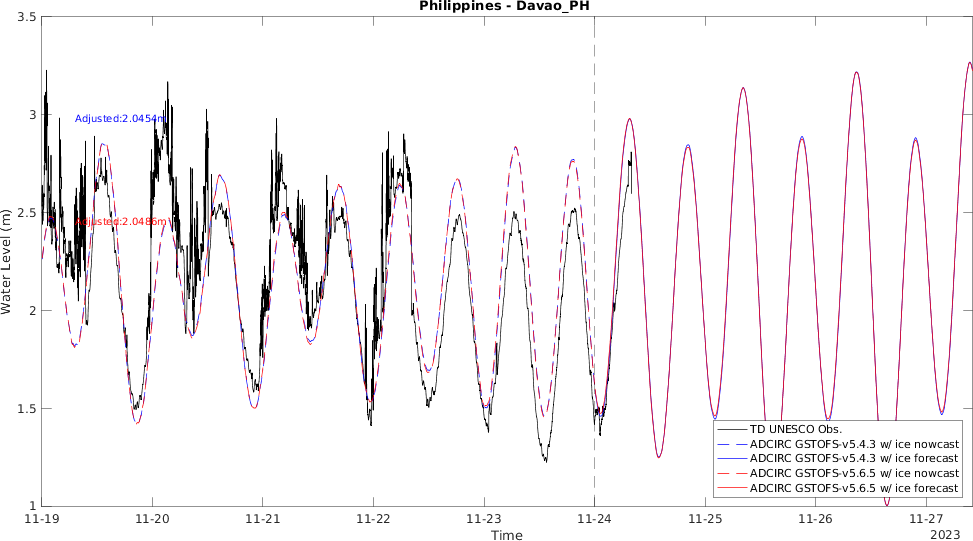 Philippines - Davao_PH
3.5
3
2.5
2
1.5
1
Water Level (m)
Adjusted:2.0454m
Adjusted:2.0486m
TD UNESCO Obs.
ADCIRC GSTOFS-v5.4.3 w/ ice nowcast
ADCIRC GSTOFS-v5.4.3 w/ ice forecast
ADCIRC GSTOFS-v5.6.5 w/ ice nowcast
ADCIRC GSTOFS-v5.6.5 w/ ice forecast
11-19 11-20 11-21 11-22 11-23 11-24 11-25 11-26 11-27
Time
2023